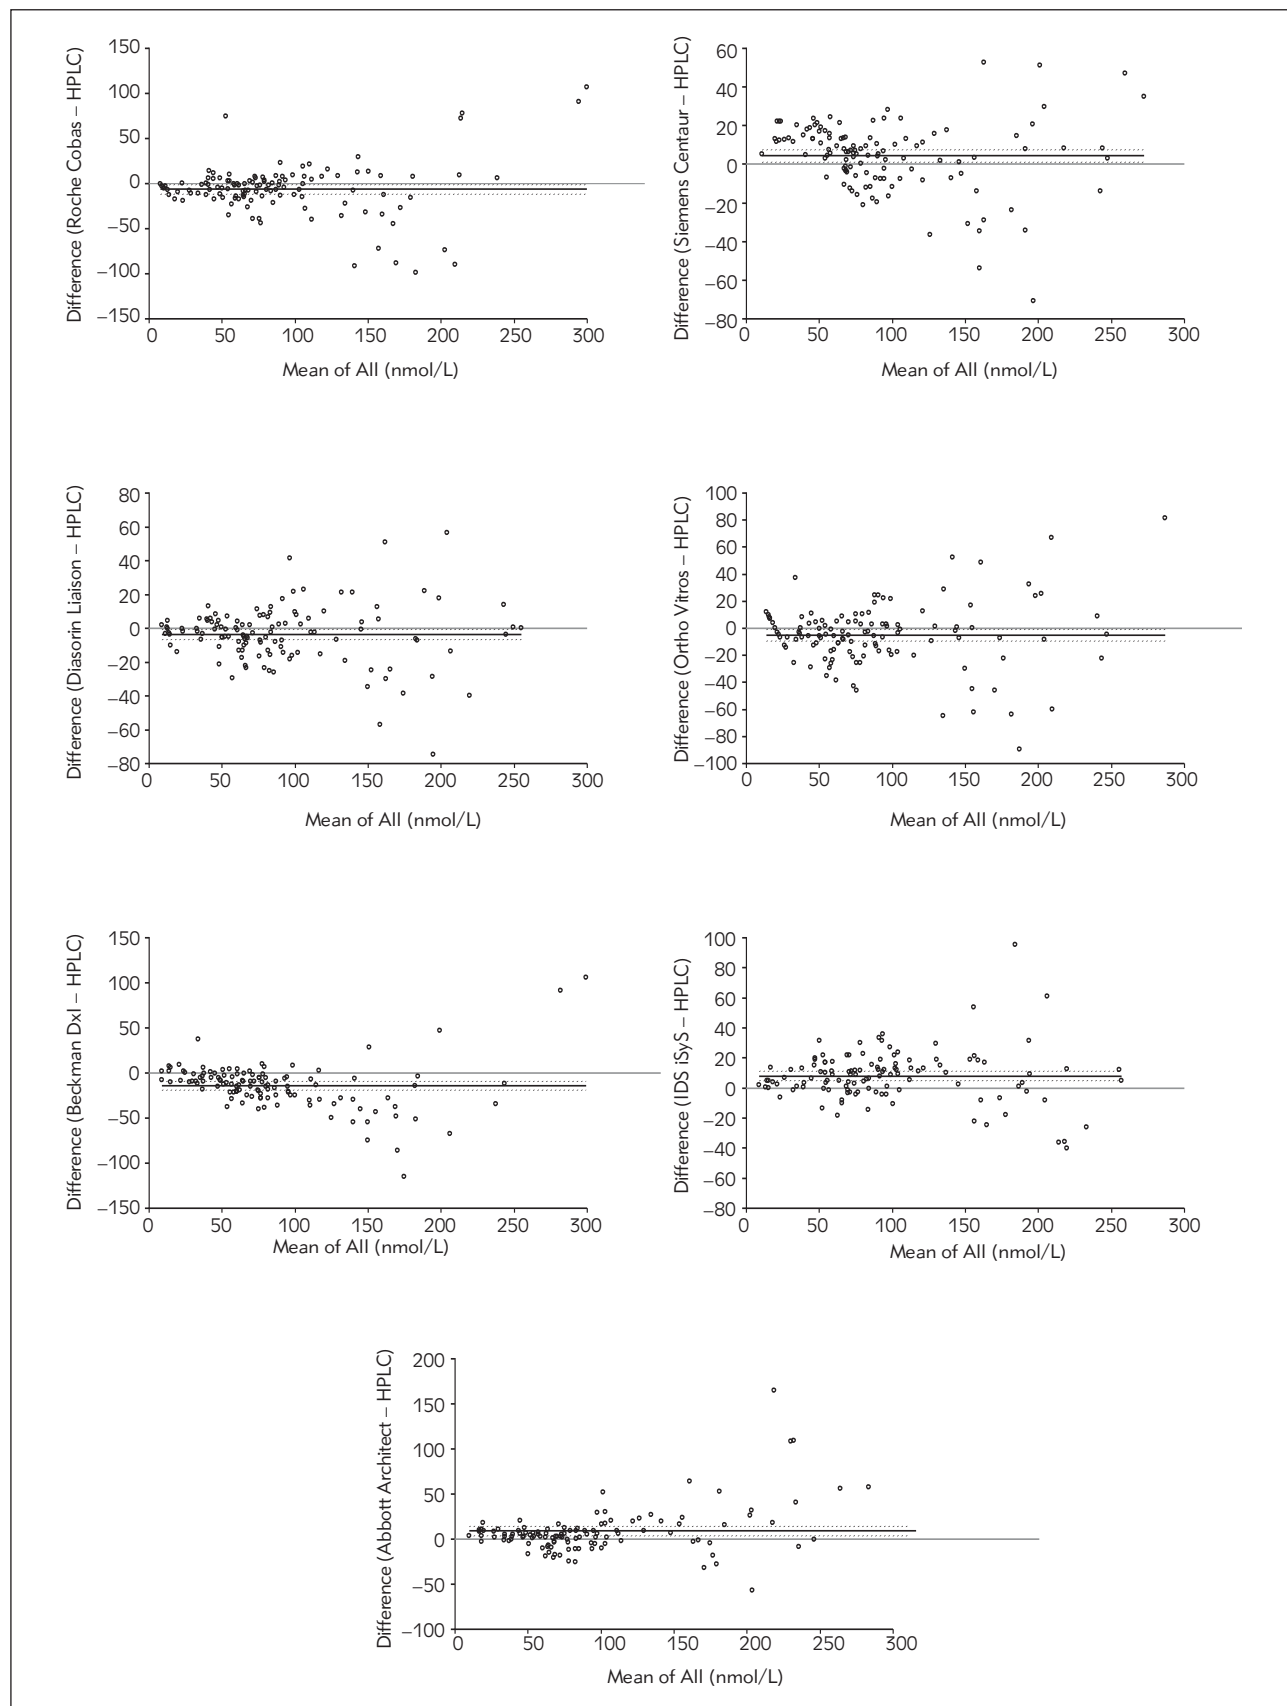 Difference (Roche Cobas – HPLC)
150
100
50
0
–50
–100
–150
0 50 100 150 200 250 300
Mean of All (nmol/L)
Difference (Siemens Centaur – HPLC)
60
40
20
0
–20
–40
–60
–80
0 50 100 150 200 250 300
Mean of All (nmol/L)
Difference (Diasorin Liaison – HPLC)
80
60
40
20
0
–20
–40
–60
–80
0 50 100 150 200 250 300
Mean of All (nmol/L)
Difference (Ortho Vitros – HPLC)
100
80
60
40
20
0
–20
–40
–60
–80
–100
0 50 100 150 200 250 300
Mean of All (nmol/L)
Difference (Beckman DxI – HPLC)
150
100
50
0
–50
–100
–150
0 50 100 150 200 250 300
Mean of All (nmol/L)
Difference (IDS iSyS – HPLC)
100
80
60
40
20
0
–20
–40
–60
–80
0 50 100 150 200 250 300
Mean of All (nmol/L)
Difference (Abbott Architect – HPLC)
200
150
100
50
0
–50
–100
0 50 100 150 200 250 300
Mean of All (nmol/L)